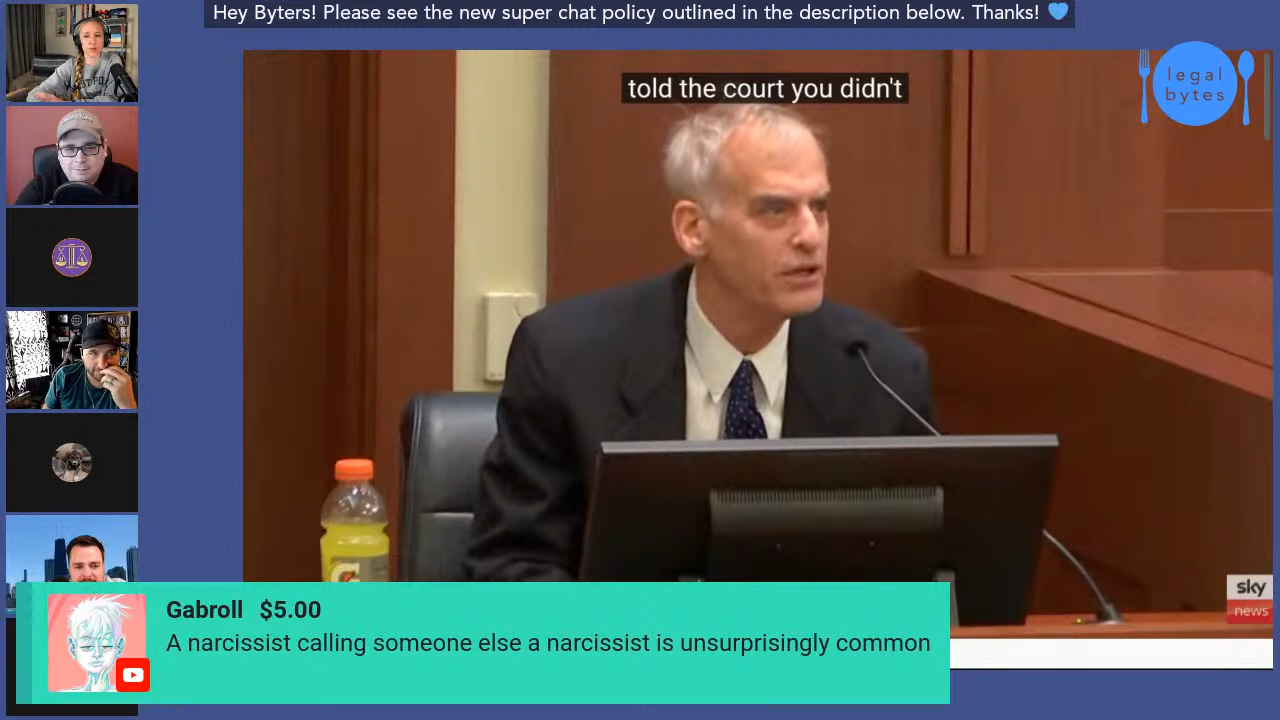 Hey Byters! Please see the new super chat policy outlined in the description below. Thanks! 💙
legal
bytes
told the court you didn't
G
sky
news
Gabroll $5.00
A narcissist calling someone else a narcissist is unsurprisingly common